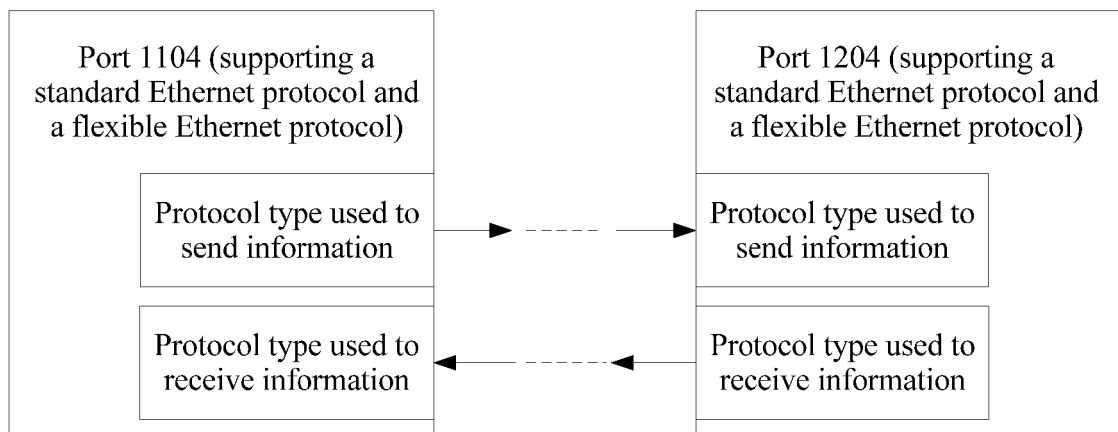 Port 1104 (supporting a
standard Ethernet protocol and
a flexible Ethernet protocol)
Protocol type used to
send information
Protocol type used to
receive information
Port 1204 (supporting a
standard Ethernet protocol and
a flexible Ethernet protocol)
Protocol type used to
send information
Protocol type used to
receive information